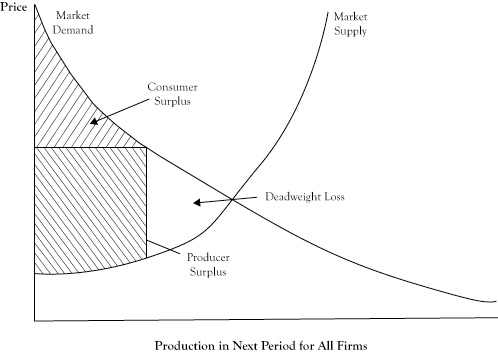 Price
Market
Demand
Market
Supply
Consumer
Surplus
Deadweight Loss
Producer
Surplus
Production in Next Period for All Firms